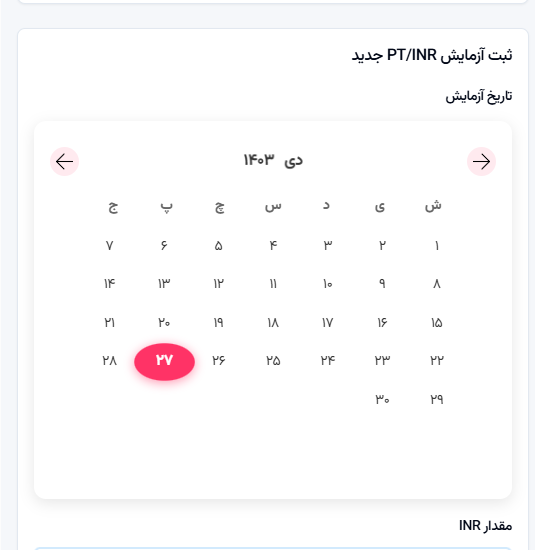 ثبت آزمایش PT/INR جدید
تاریخ آزمایش
دی ۱۴۰۳
ش ی د س چ پ ج
۱ ۲ ۳ ۴ ۵ ۶ ۷
۸ ۹ ۱۰ ۱۱ ۱۲ ۱۳ ۱۴
۱۵ ۱۶ ۱۷ ۱۸ ۱۹ ۲۰ ۲۱
۲۲ ۲۳ ۲۴ ۲۵ ۲۶ ۲۷ ۲۸
۲۹ ۳۰
مقدار INR